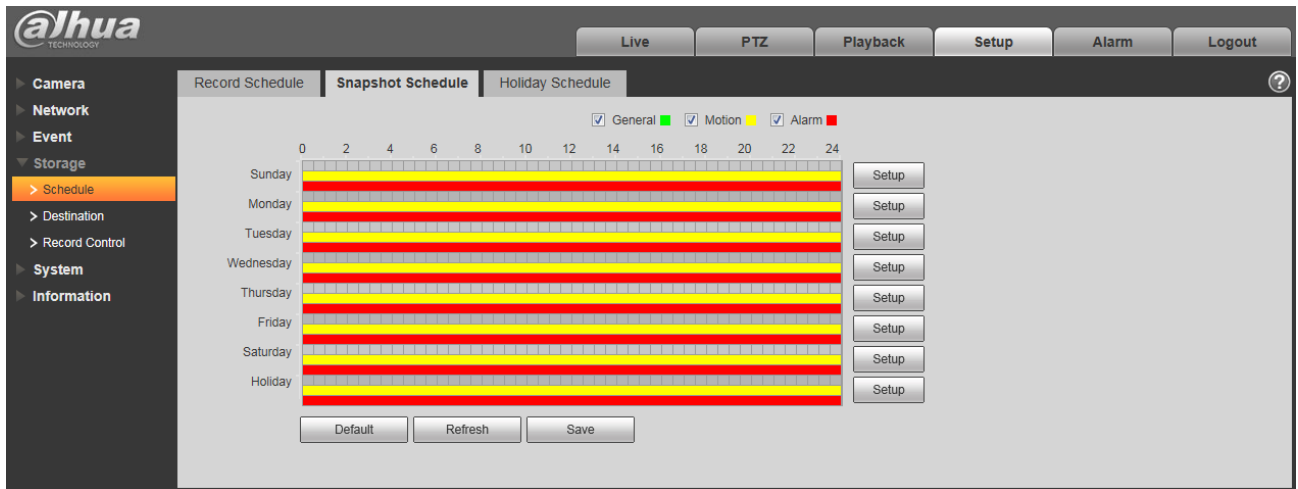 alhua
TECHNOLOGY
Live PTZ Playback Setup Alarm Logout
Camera
Network
Event
Storage
> Schedule
> Destination
> Record Control
System
Information
Record Schedule Snapshot Schedule Holiday Schedule ?
General Motion Alarm
0 2 4 6 8 10 12 14 16 18 20 22 24
Sunday Setup
Monday Setup
Tuesday Setup
Wednesday Setup
Thursday Setup
Friday Setup
Saturday Setup
Holiday Setup
Default Refresh Save